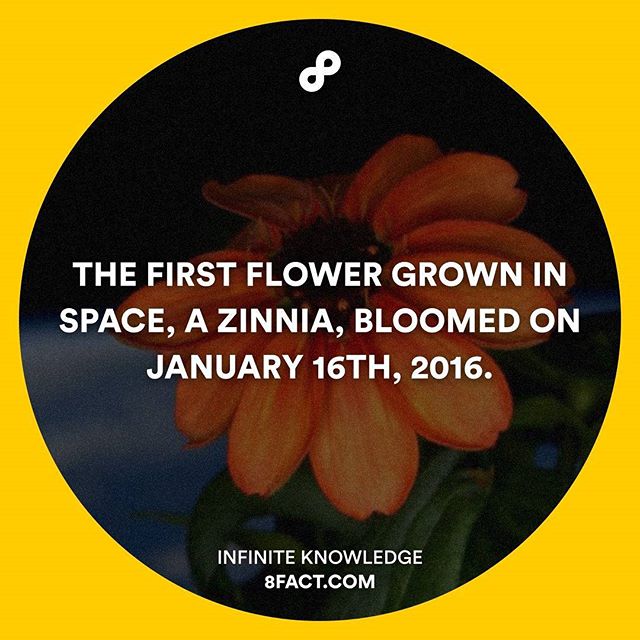 THE FIRST FLOWER GROWN IN
SPACE, A ZINNIA, BLOOMED ON
JANUARY 16TH, 2016.
INFINITE KNOWLEDGE
8FACT.COM